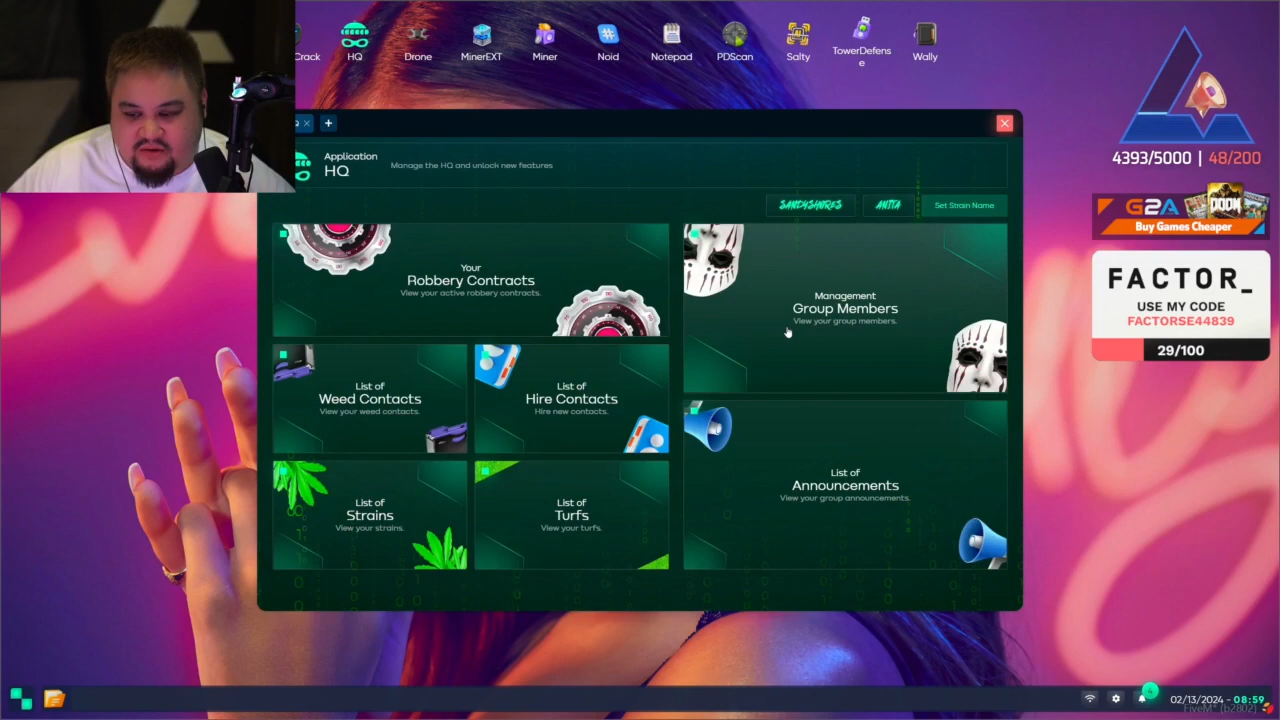 Crack
HQ
Drone
MinerEXT
Miner
Noid
Notepad
PDScan
Salty
TowerDefens
e
Wally
Application
HQ
Manage the HQ and unlock new features
SANDYSHORES
ANITA
Set Strain Name
Your
Robbery Contracts
View your active robbery contracts.
Management
Group Members
View your group members.
List of
Weed Contacts
View your weed contacts.
List of
Hire Contacts
Hire new contacts.
List of
Strains
View your strains.
List of
Turfs
View your turfs.
List of
Announcements
View your group announcements.
4393/5000 | 48/200
G2A
DOOM
Buy Games Cheaper
FACTOR_
USE MY CODE
FACTORSE44839
29/100
02/13/2024 - 08:59
FiveM* (b2802)